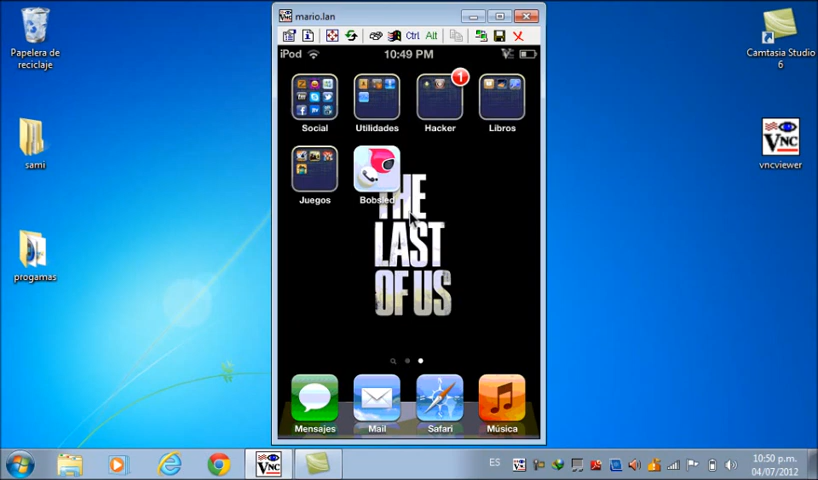 mario.lan
Ctrl Alt
iPod 10:49 PM
1
Social Utilidades Hacker Libros
Juegos Bobsled
THE
LAST
OF US
Mensajes Mail Safari Música
Papelera de
reciclaje
sami
progamas
Camtasia Studio
6
vncviewer
ES
10:50 p.m.
04/07/2012